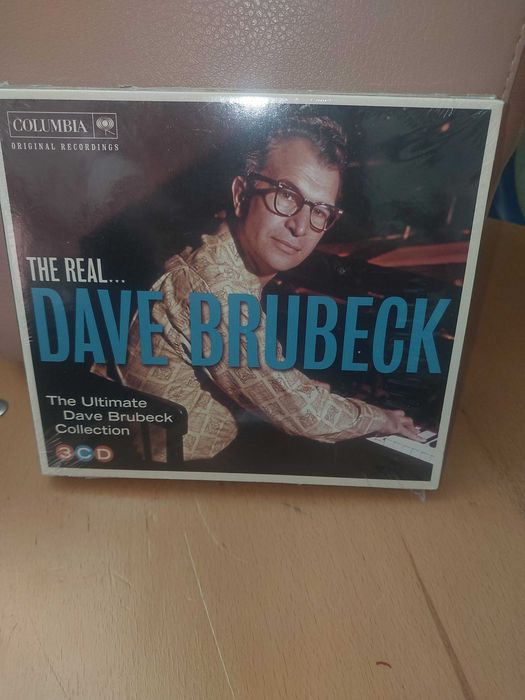 COLUMBIA
ORIGINAL RECORDINGS
THE REAL...
DAVE BRUBECK
The Ultimate
Dave Brubeck
Collection
3CD